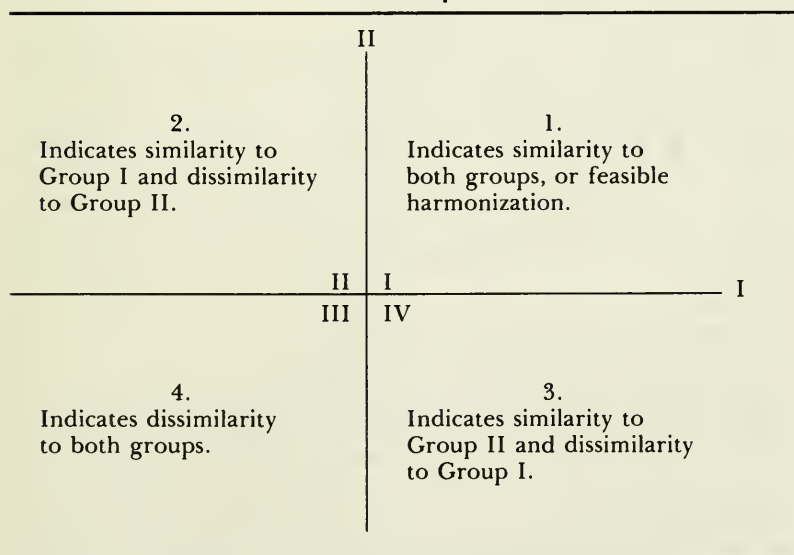 II
2.
Indicates similarity to
Group I and dissimilarity
to Group II.
1.
Indicates similarity to
both groups, or feasible
harmonization.
II I
I
III IV
4.
Indicates dissimilarity
to both groups.
3.
Indicates similarity to
Group II and dissimilarity
to Group I.